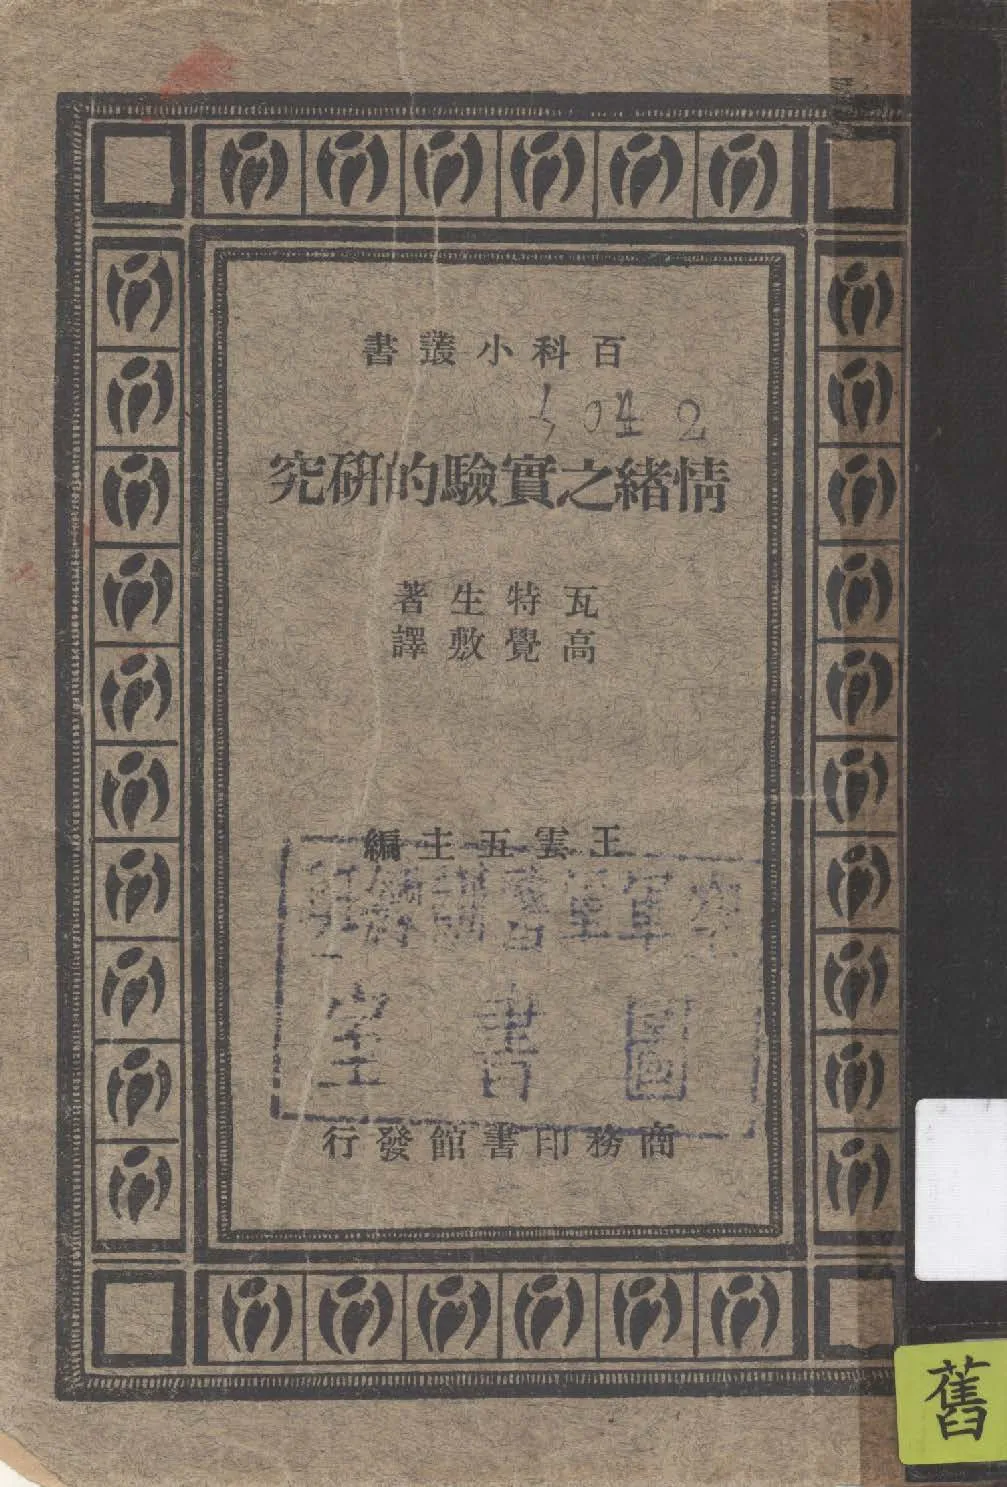 百科小叢書
情緒之實驗的研究
瓦特生著
高覺敷譯
王雲五主編
圖書室
商務印書館發行
舊